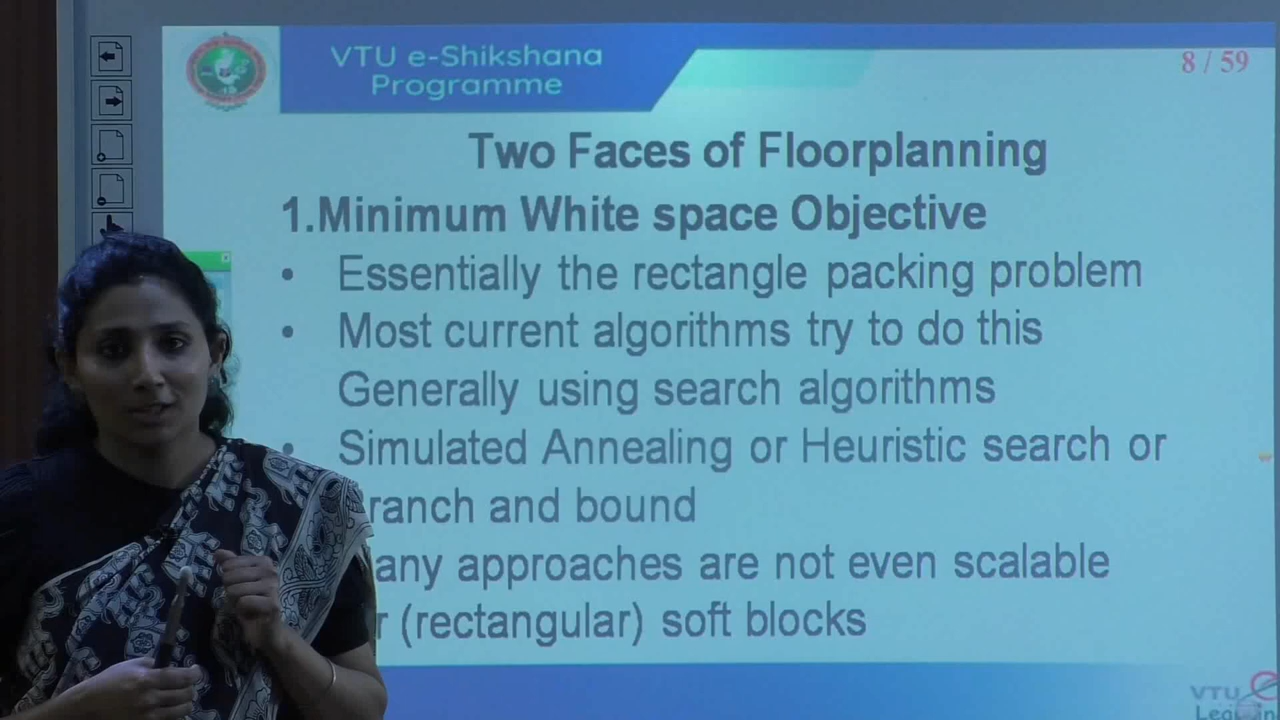 VTU e-Shikshana
Programme
8 / 59
Two Faces of Floorplanning
1.Minimum White space Objective
• Essentially the rectangle packing problem
• Most current algorithms try to do this
Generally using search algorithms
• Simulated Annealing or Heuristic search or
ranch and bound
any approaches are not even scalable
r (rectangular) soft blocks
VTU